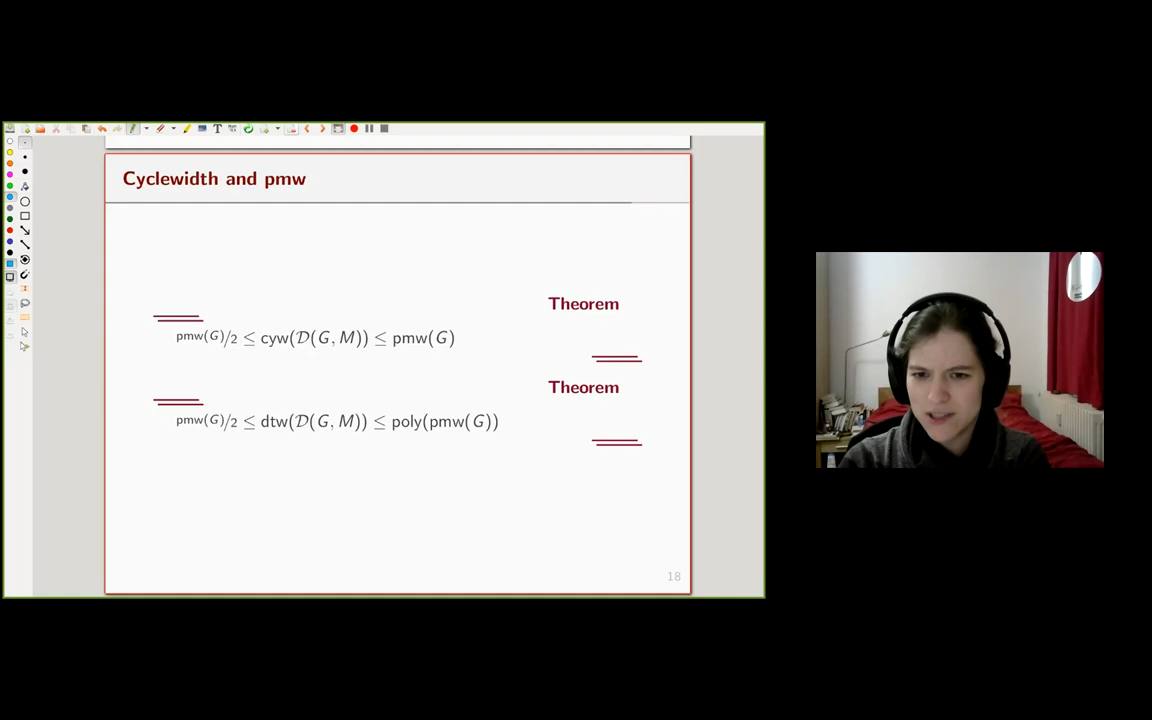 Cyclewidth and pmw
Theorem
pmw(G)/2 ≤ cyw(𝒟(G, M)) ≤ pmw(G)
Theorem
pmw(G)/2 ≤ dtw(𝒟(G, M)) ≤ poly(pmw(G))
18